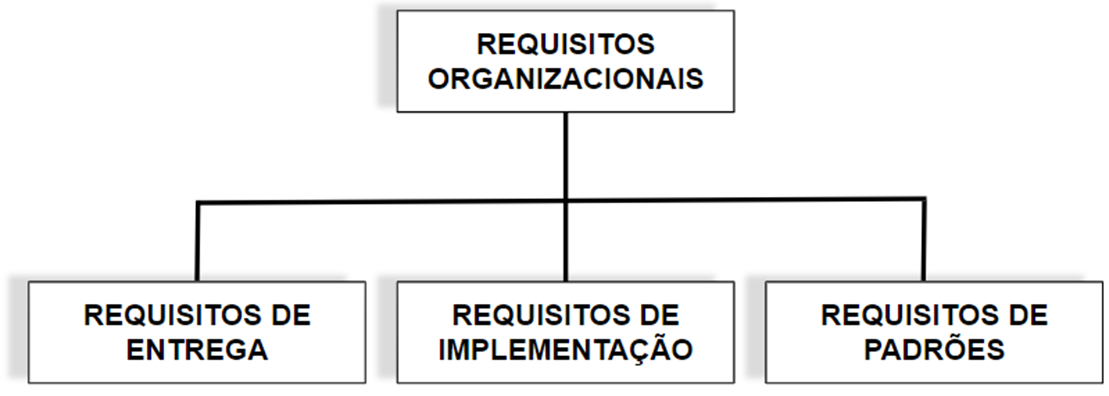 REQUISITOS
ORGANIZACIONAIS
REQUISITOS DE
ENTREGA
REQUISITOS DE
IMPLEMENTAÇÃO
REQUISITOS DE
PADRÕES